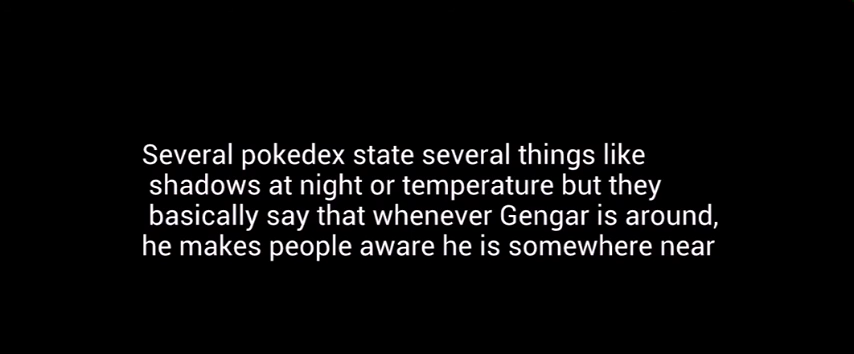 Several pokedex state several things like
shadows at night or temperature but they
basically say that whenever Gengar is around,
he makes people aware he is somewhere near